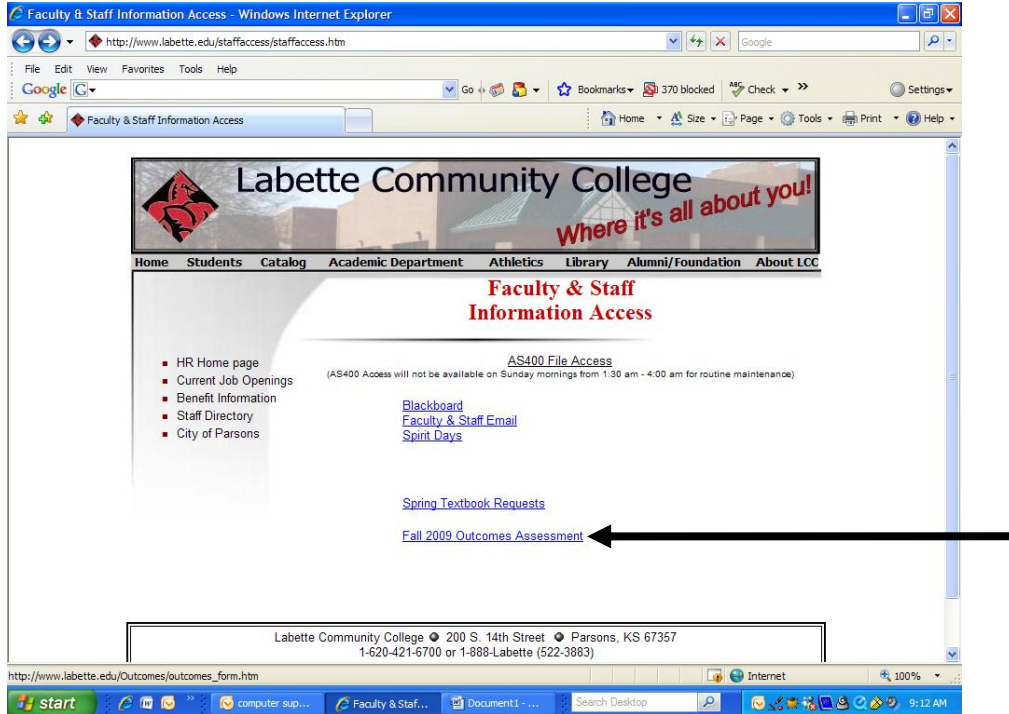 Faculty & Staff Information Access - Windows Internet Explorer
http://www.labette.edu/staffaccess/staffaccess.htm
Google
File Edit View Favorites Tools Help
Google G Go Bookmarks 370 blocked ABC Check » Settings
Faculty & Staff Information Access Home Size Page Tools Print Help
Labette Community College
Where it's all about you!
Home Students Catalog Academic Department Athletics Library Alumni/Foundation About LCC
Faculty & Staff
Information Access
HR Home page
Current Job Openings
Benefit Information
Staff Directory
City of Parsons
AS400 File Access
(AS400 Access will not be available on Sunday mornings from 1:30 am - 4:00 am for routine maintenance)
Blackboard
Faculty & Staff Email
Spirit Days
Spring Textbook Requests
Fall 2009 Outcomes Assessment
Labette Community College 200 S. 14th Street Parsons, KS 67357
1-620-421-6700 or 1-888-Labette (522-3883)
http://www.labette.edu/Outcomes/outcomes_form.htm Internet 100%
start » computer sup... Faculty & Staf... Document1 - ... Search Desktop 9:12 AM